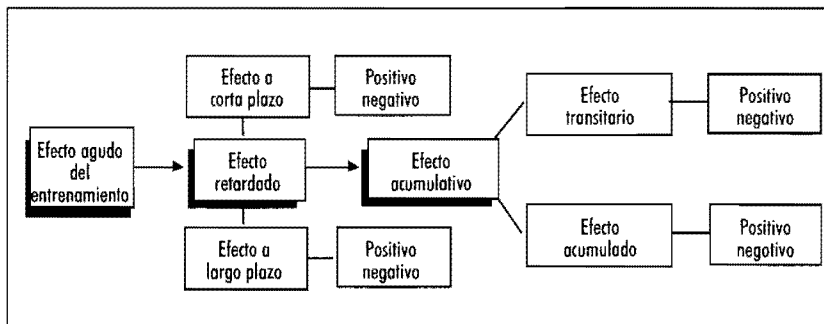 Efecto a
corta plazo
Positivo
negativo
Efecto
transitario
Positivo
negativo
Efecto agudo
del
entrenamiento
Efecto
retardado
Efecto
acumulativo
Efecto a
largo plazo
Positivo
negativo
Efecto
acumulado
Positivo
negotivo